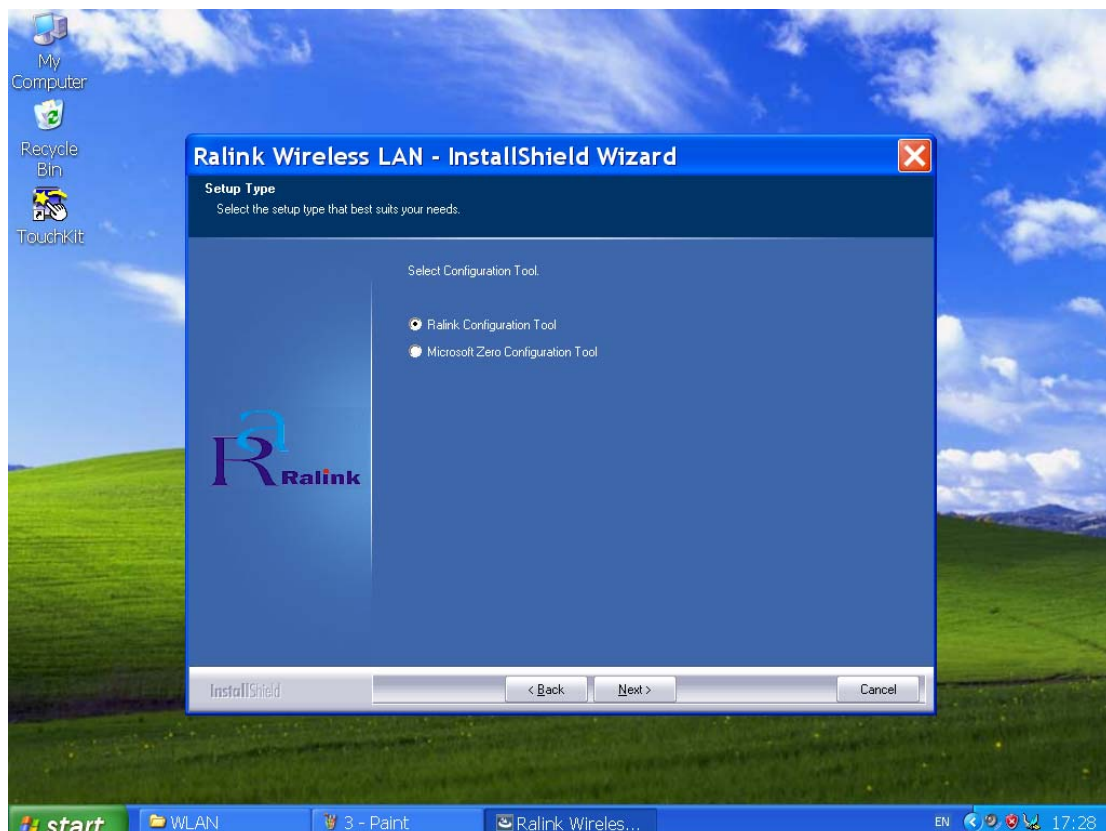 My
Computer
Recycle
Bin
TouchKit
Ralink Wireless LAN - InstallShield Wizard
Setup Type
Select the setup type that best suits your needs.
Select Configuration Tool.
Ralink Configuration Tool
Microsoft Zero Configuration Tool
Ra
Ralink
InstallShield
< Back
Next >
Cancel
start
WLAN
3 - Paint
Ralink Wireles...
EN
17:28